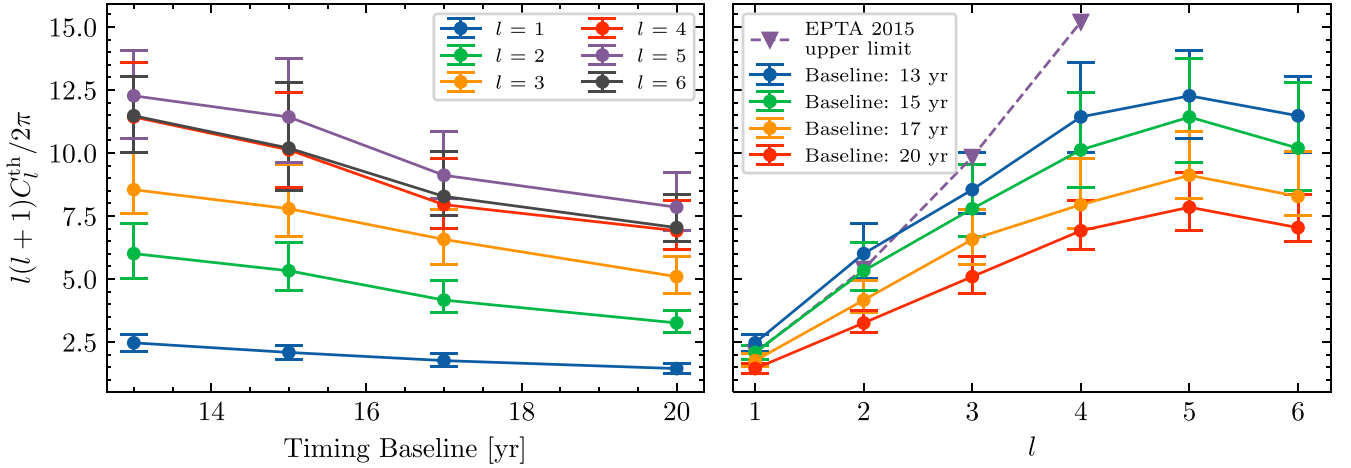 15.0
12.5
10.0
7.5
5.0
2.5
l(l + 1)C_l^th/2π
l = 1
l = 2
l = 3
l = 4
l = 5
l = 6
14
16
18
20
Timing Baseline [yr]
EPTA 2015
upper limit
Baseline: 13 yr
Baseline: 15 yr
Baseline: 17 yr
Baseline: 20 yr
1
2
3
4
5
6
l